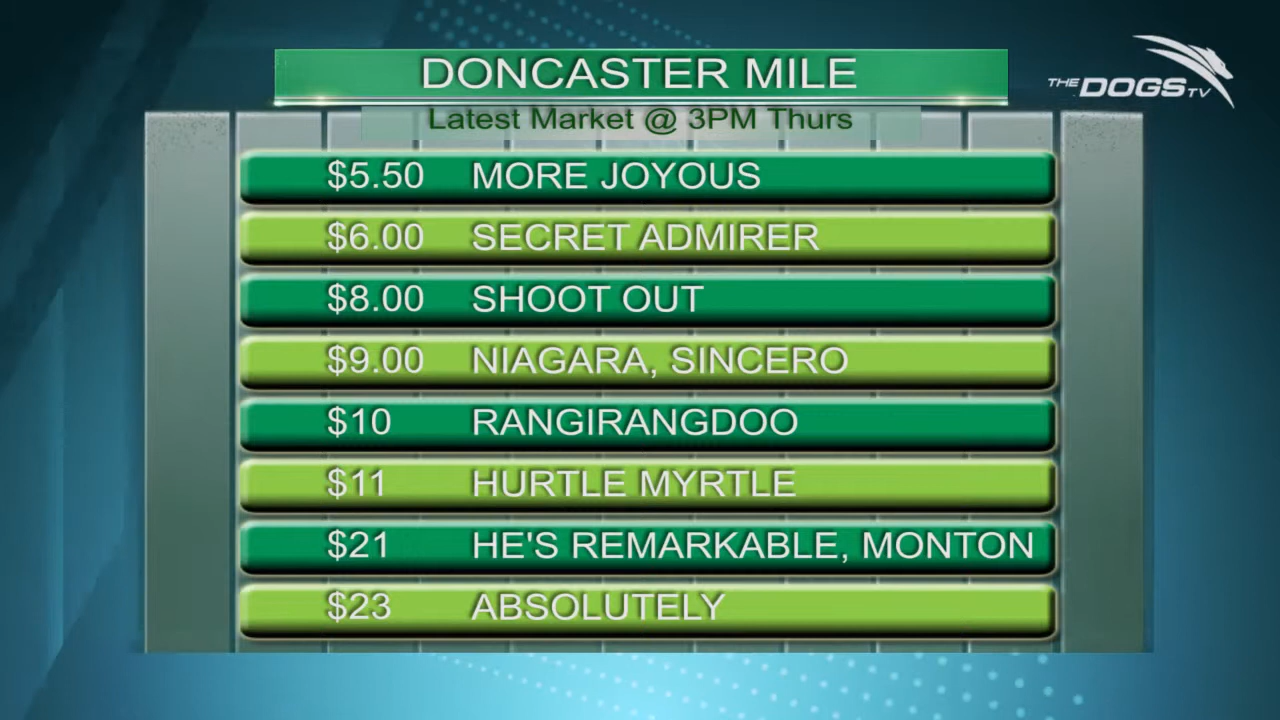 DONCASTER MILE
THE DOGS TV
Latest Market @ 3PM Thurs
$5.50 MORE JOYOUS
$6.00 SECRET ADMIRER
$8.00 SHOOT OUT
$9.00 NIAGARA, SINCERO
$10 RANGIRANGDOO
$11 HURTLE MYRTLE
$21 HE'S REMARKABLE, MONTON
$23 ABSOLUTELY